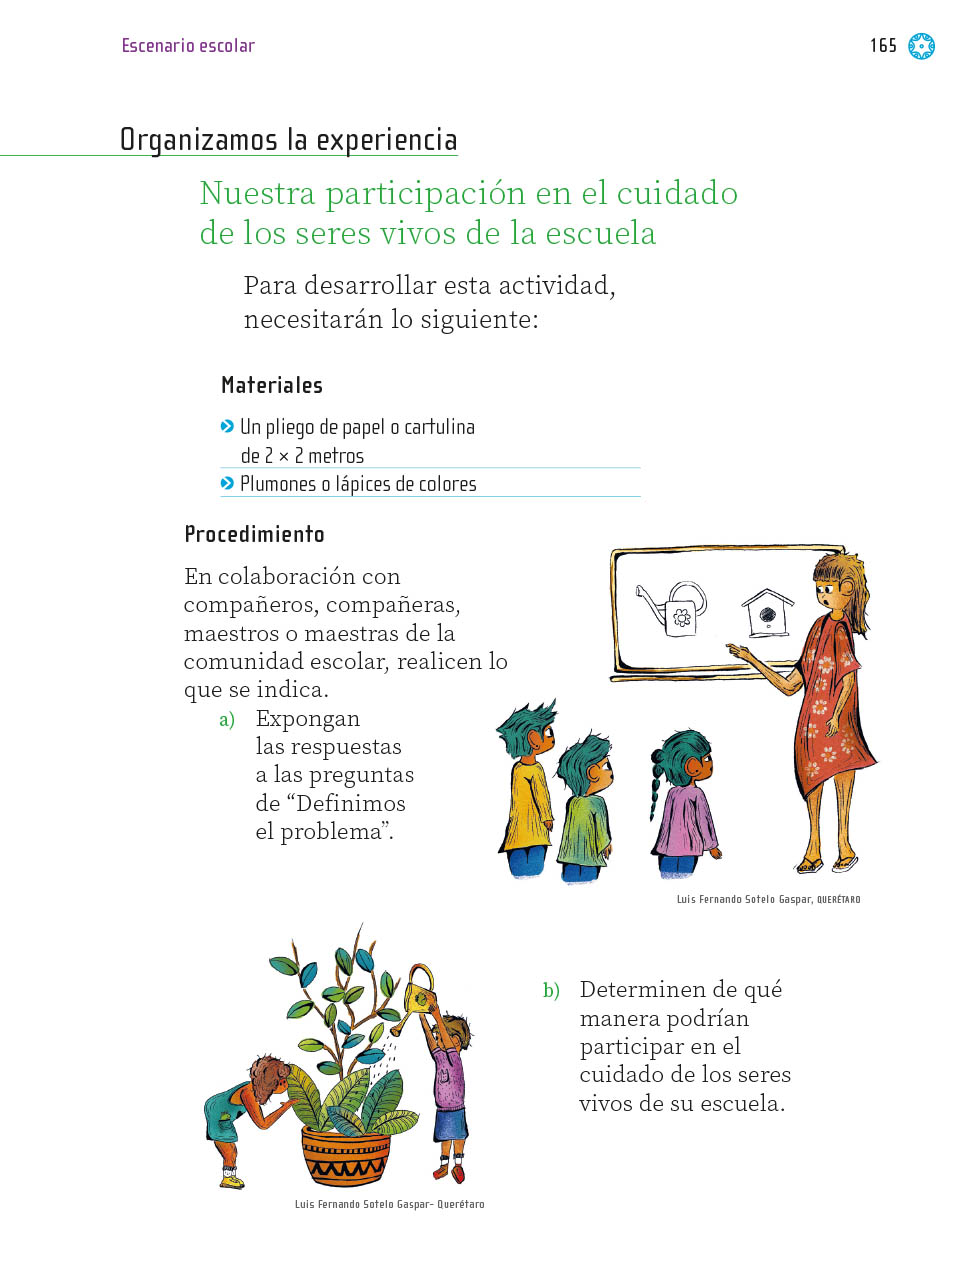 Escenario escolar
165
Organizamos la experiencia
Nuestra participación en el cuidado
de los seres vivos de la escuela
Para desarrollar esta actividad,
necesitarán lo siguiente:
Materiales
Un pliego de papel o cartulina
de 2 × 2 metros
Plumones o lápices de colores
Procedimiento
En colaboración con
compañeros, compañeras,
maestros o maestras de la
comunidad escolar, realicen lo
que se indica.
a) Expongan
las respuestas
a las preguntas
de “Definimos
el problema”.
Luis Fernando Sotelo Gaspar, QUERÉTARO
b) Determinen de qué
manera podrían
participar en el
cuidado de los seres
vivos de su escuela.
Luis Fernando Sotelo Gaspar- Querétaro